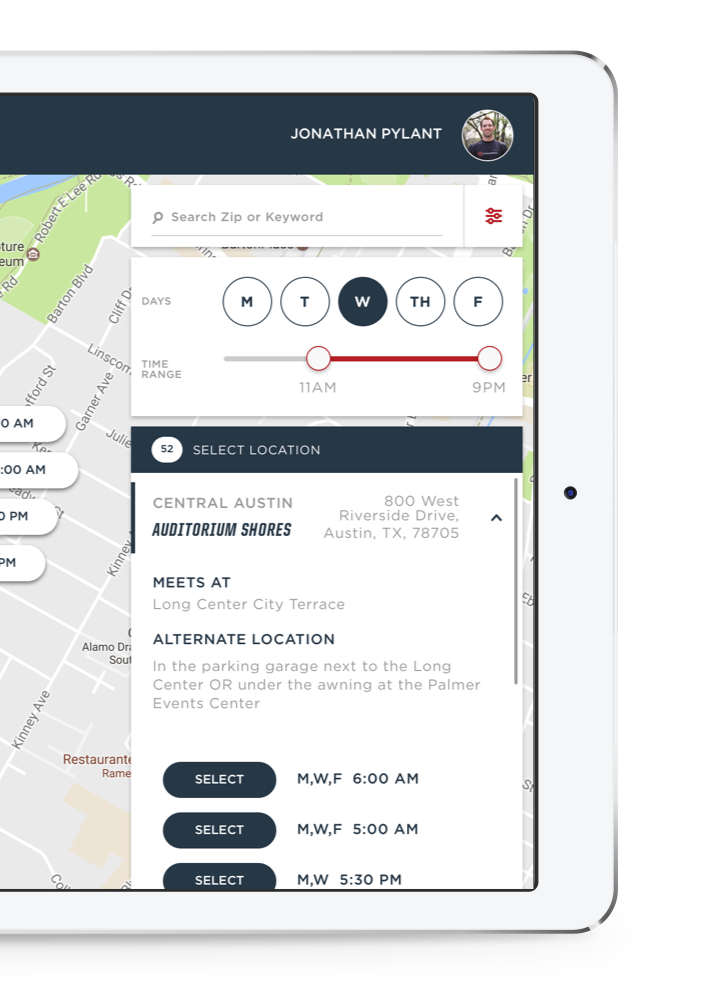 JONATHAN PYLANT
Robert E Lee Rd
Search Zip or Keyword
Barton Blvd
Cliff Dr
DAYS
M T W TH F
TIME
RANGE
11AM 9PM
Garner Ave
0 AM
:00 AM
0 PM
PM
52 SELECT LOCATION
CENTRAL AUSTIN
AUDITORIUM SHORES
800 West
Riverside Drive,
Austin, TX, 78705
MEETS AT
Long Center City Terrace
ALTERNATE LOCATION
In the parking garage next to the Long
Center OR under the awning at the Palmer
Events Center
Alamo Dra
Sout
Kinney Ave
Restaurante
Rame
SELECT M,W,F 6:00 AM
SELECT M,W,F 5:00 AM
SELECT M,W 5:30 PM